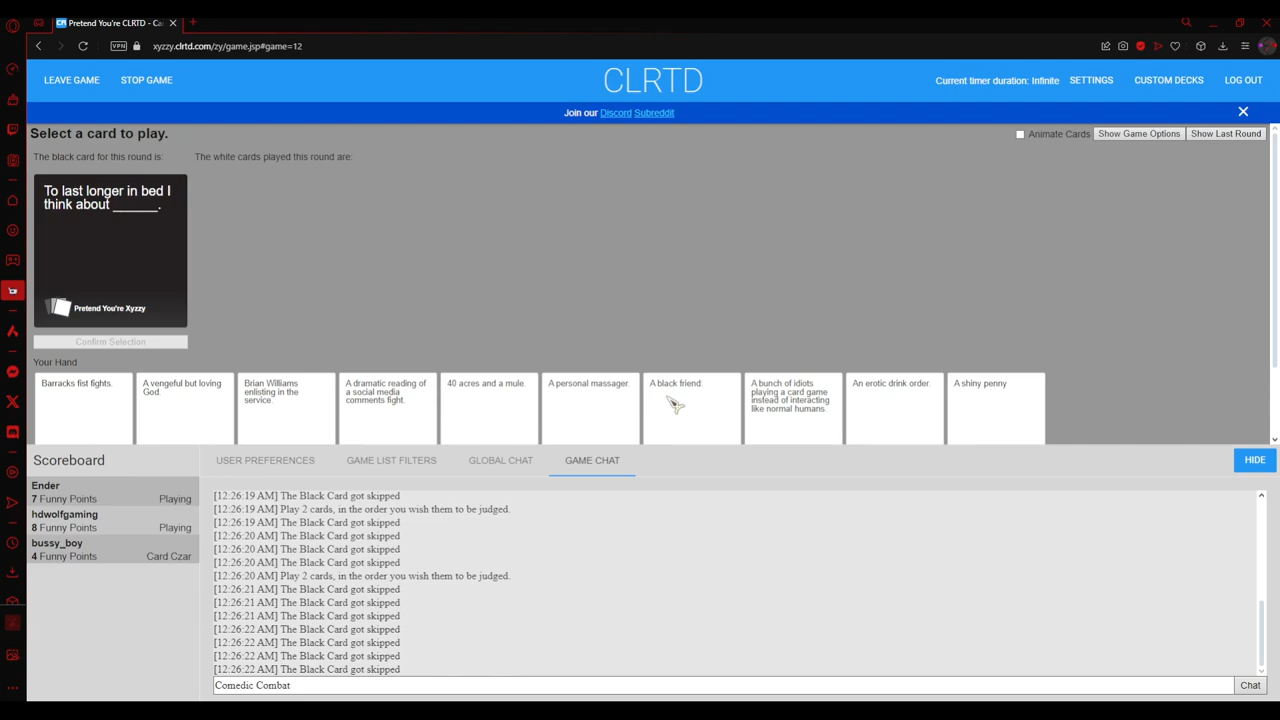 Pretend You're CLRTD - Ca
xyzzy.clrtd.com/zy/game.jsp#game=12
VPN
LEAVE GAME
STOP GAME
CLRTD
Current timer duration: Infinite
SETTINGS
CUSTOM DECKS
LOG OUT
Join our Discord Subreddit
Select a card to play.
Animate Cards
Show Game Options
Show Last Round
The black card for this round is:
The white cards played this round are:
To last longer in bed I
think about ______.
Pretend You're Xyzzy
Confirm Selection
Your Hand
Barracks fist fights.
A vengeful but loving
God.
Brian Williams
enlisting in the
service.
A dramatic reading of
a social media
comments fight.
40 acres and a mule.
A personal massager.
A black friend.
A bunch of idiots
playing a card game
instead of interacting
like normal humans.
An erotic drink order.
A shiny penny
Scoreboard
USER PREFERENCES
GAME LIST FILTERS
GLOBAL CHAT
GAME CHAT
HIDE
Ender
7 Funny Points
Playing
hdwolfgaming
8 Funny Points
Playing
bussy_boy
4 Funny Points
Card Czar
[12:26:19 AM] The Black Card got skipped
[12:26:19 AM] Play 2 cards, in the order you wish them to be judged.
[12:26:19 AM] The Black Card got skipped
[12:26:20 AM] The Black Card got skipped
[12:26:20 AM] The Black Card got skipped
[12:26:20 AM] The Black Card got skipped
[12:26:20 AM] Play 2 cards, in the order you wish them to be judged.
[12:26:21 AM] The Black Card got skipped
[12:26:21 AM] The Black Card got skipped
[12:26:21 AM] The Black Card got skipped
[12:26:22 AM] The Black Card got skipped
[12:26:22 AM] The Black Card got skipped
[12:26:22 AM] The Black Card got skipped
[12:26:22 AM] The Black Card got skipped
Comedic Combat
Chat